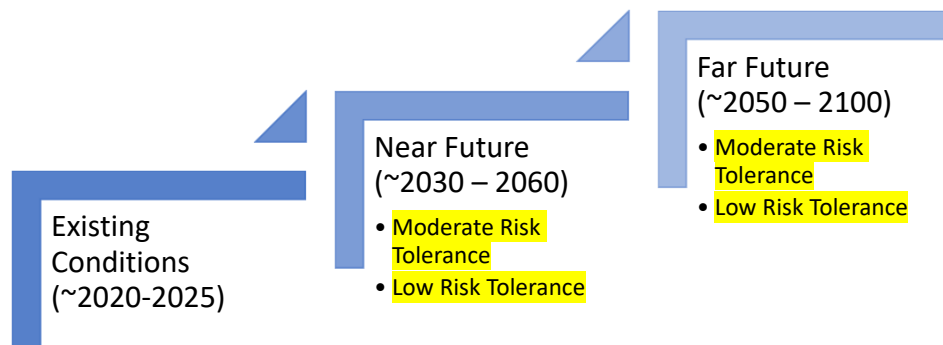 Existing
Conditions
(~2020-2025)
Near Future
(~2030 – 2060)
• Moderate Risk
Tolerance
• Low Risk Tolerance
Far Future
(~2050 – 2100)
• Moderate Risk
Tolerance
• Low Risk Tolerance